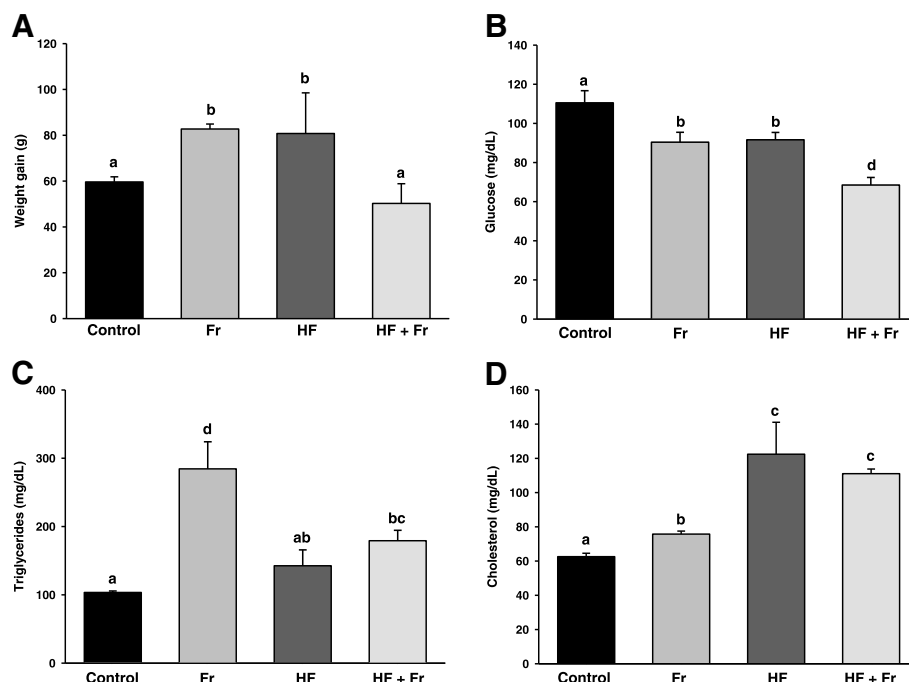 A
B
Weight gain (g)
120
100
80
60
40
20
0
a
b
b
a
Control
Fr
HF
HF + Fr
Glucose (mg/dL)
140
120
100
80
60
40
20
0
a
b
b
d
Control
Fr
HF
HF + Fr
C
D
Triglycerides (mg/dL)
400
300
200
100
0
a
d
ab
bc
Control
Fr
HF
HF + Fr
Cholesterol (mg/dL)
160
140
120
100
80
60
40
20
0
a
b
c
c
Control
Fr
HF
HF + Fr